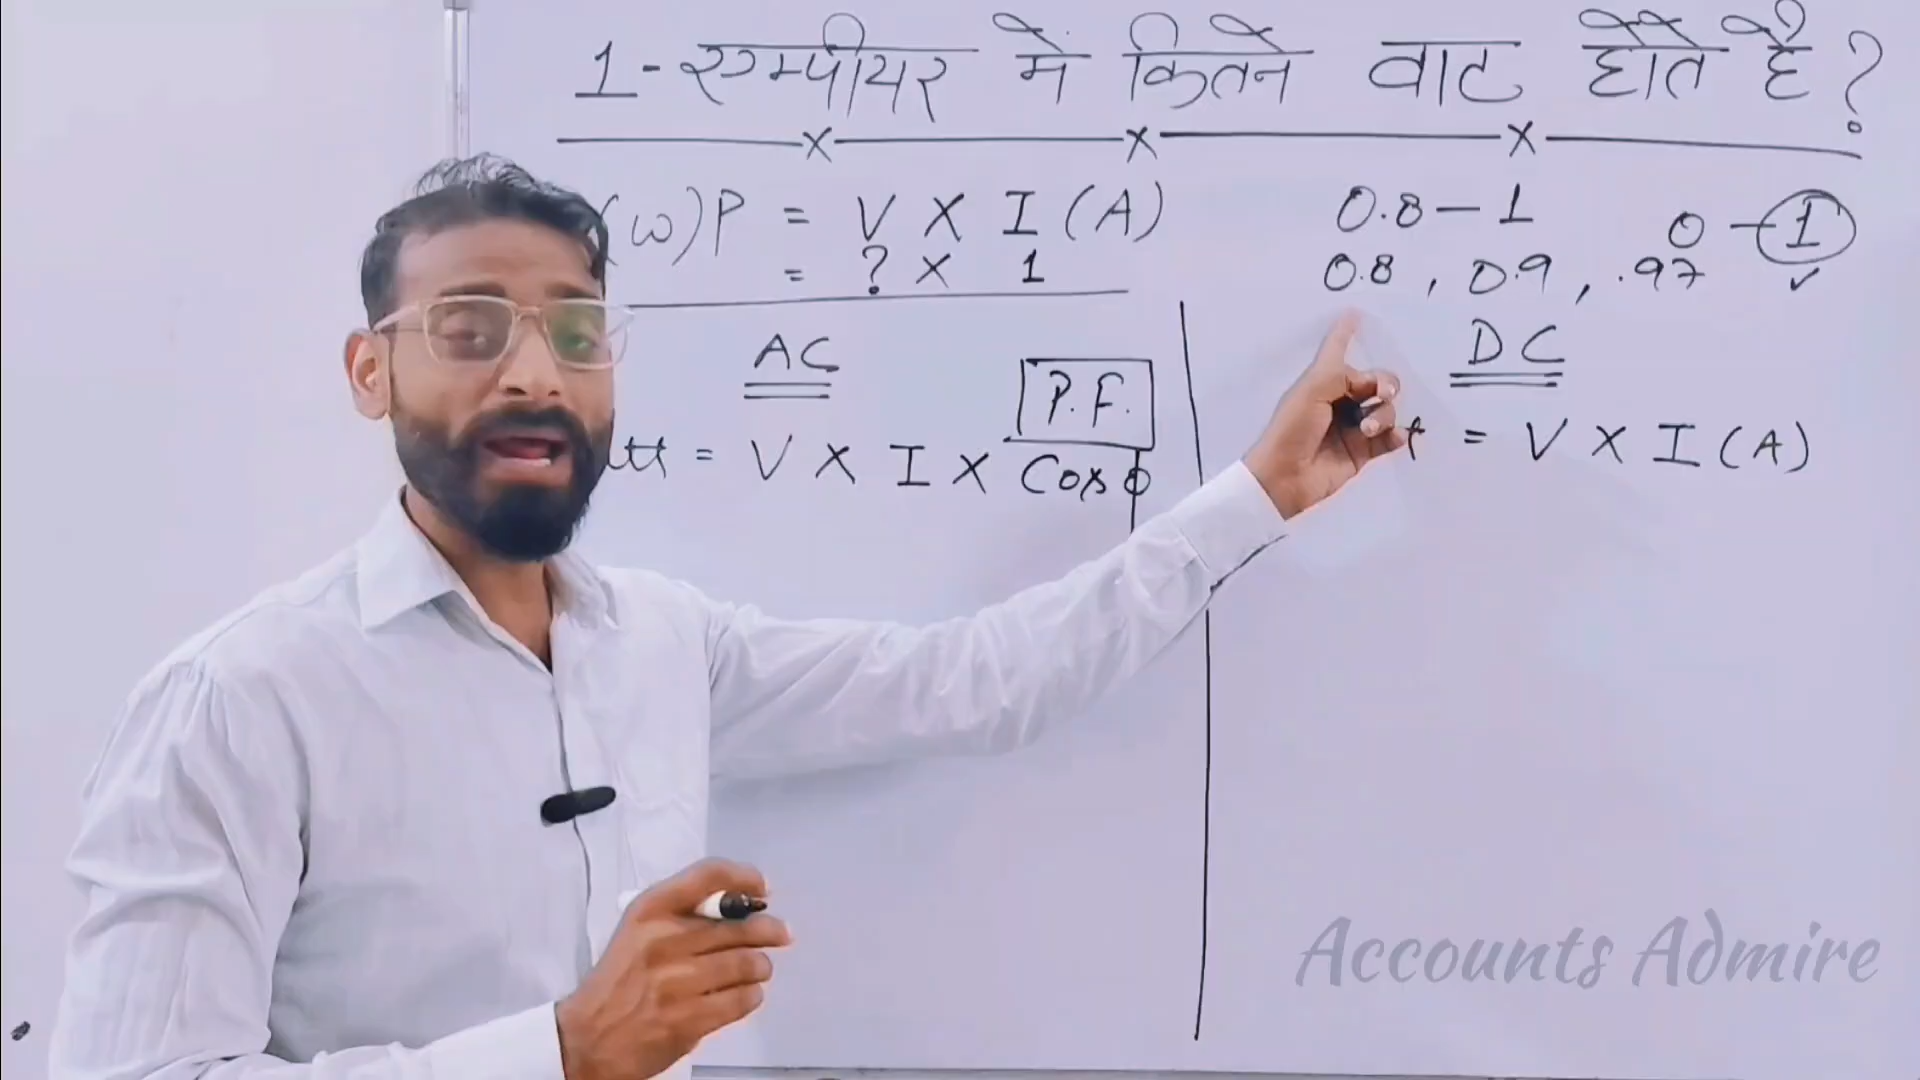 1-एम्पीयर में कितने वाट होते है ?
(w) P = V X I (A)
= ? X 1
0.8 - 1
0 - 1 ✓
0.8, 0.9, .97
AC
P.F.
= V X I X Cos ϕ
DC
= V X I (A)
Accounts Admire